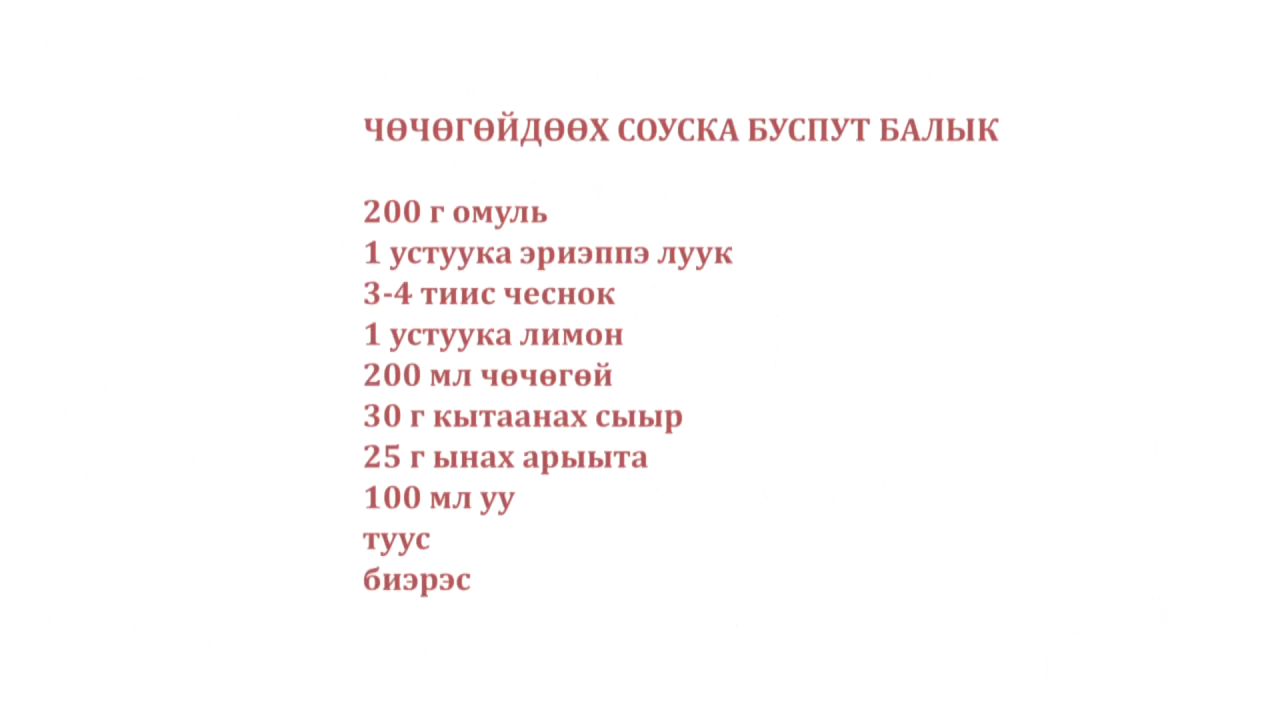 ЧӨЧӨГӨЙДӨӨХ СОУСКА БУСПУТ БАЛЫК
200 г омуль
1 устуука эриэппэ луук
3-4 тиис чеснок
1 устуука лимон
200 мл чөчөгөй
30 г кытаанах сыыр
25 г ынах арыыта
100 мл уу
туус
биэрэс